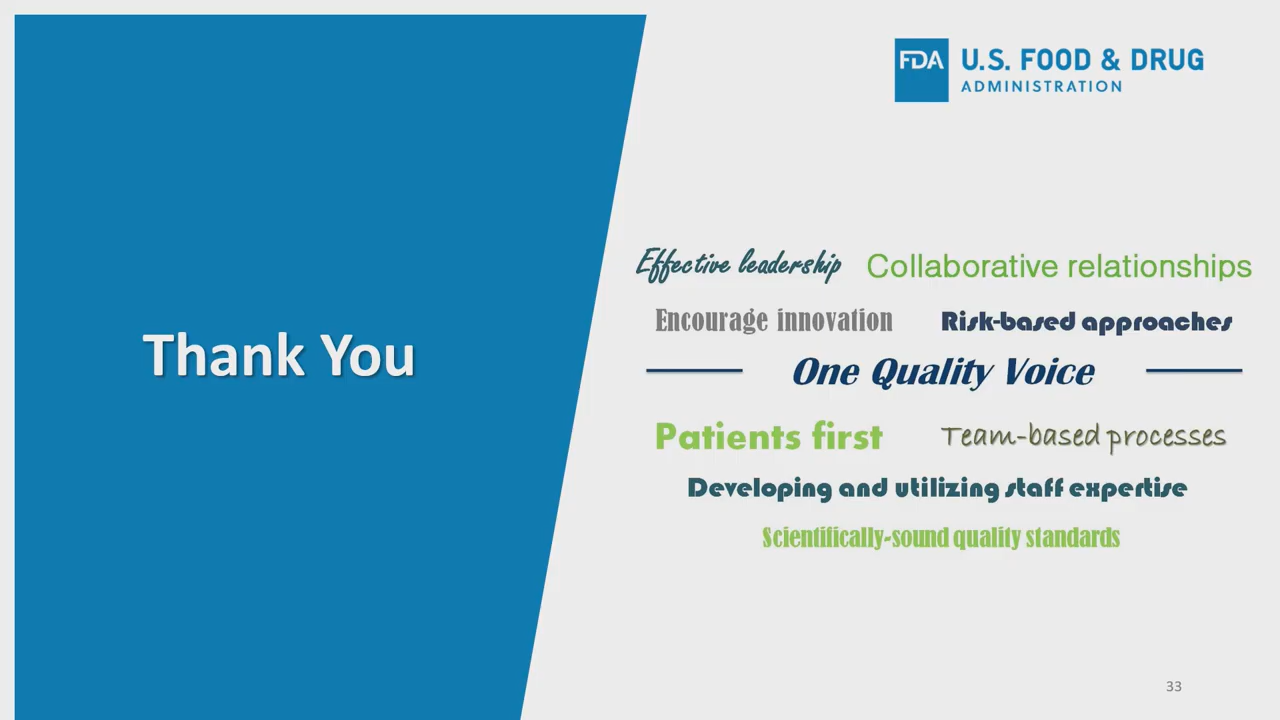 Thank You
FDA U.S. FOOD & DRUG
ADMINISTRATION
Effective leadership Collaborative relationships
Encourage innovation Risk-based approaches
One Quality Voice
Patients first Team-based processes
Developing and utilizing staff expertise
Scientifically-sound quality standards
33